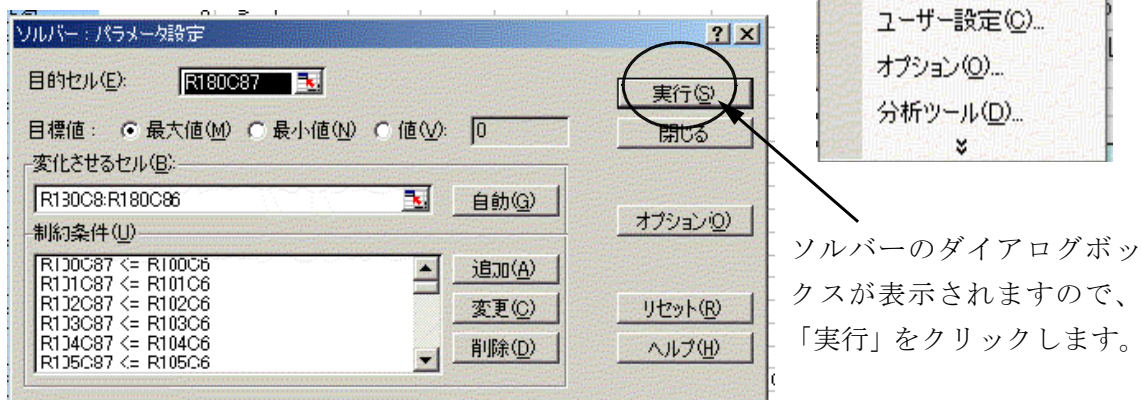 ソルバー：パラメータ設定
目的セル(E):
R180C87
実行(S)
目標値：
最大値(M)
最小値(N)
値(V):
0
閉じる
変化させるセル(B):
R130C8:R180C86
自動(G)
オプション(O)
制約条件(U)
R100C87 <= R100C6
R101C87 <= R101C6
R102C87 <= R102C6
R103C87 <= R103C6
R104C87 <= R104C6
R105C87 <= R105C6
追加(A)
変更(C)
削除(D)
リセット(R)
ヘルプ(H)
ユーザー設定(C)...
オプション(O)...
分析ツール(D)...
ソルバーのダイアログボッ
クスが表示されますので、
「実行」をクリックします。